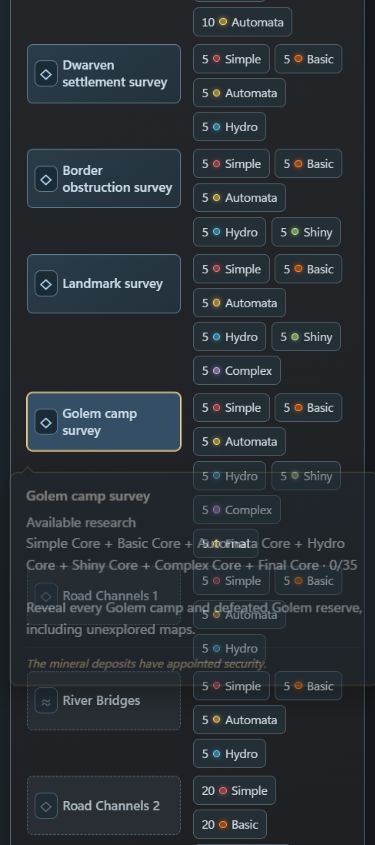 10 Automata
Dwarven
settlement survey
5 Simple
5 Basic
5 Automata
5 Hydro
Border
obstruction survey
5 Simple
5 Basic
5 Automata
5 Hydro
5 Shiny
Landmark survey
5 Simple
5 Basic
5 Automata
5 Hydro
5 Shiny
5 Complex
Golem camp
survey
5 Simple
5 Basic
5 Automata
5 Hydro
5 Shiny
5 Complex
5 Final
Golem camp survey
Available research
Simple Core + Basic Core + Automata Core + Hydro
Core + Shiny Core + Complex Core + Final Core · 0/35
Reveal every Golem camp and defeated Golem reserve,
including unexplored maps.
The mineral deposits have appointed security.
Road Channels 1
5 Simple
5 Basic
5 Automata
5 Hydro
River Bridges
5 Simple
5 Basic
5 Automata
5 Hydro
Road Channels 2
20 Simple
20 Basic